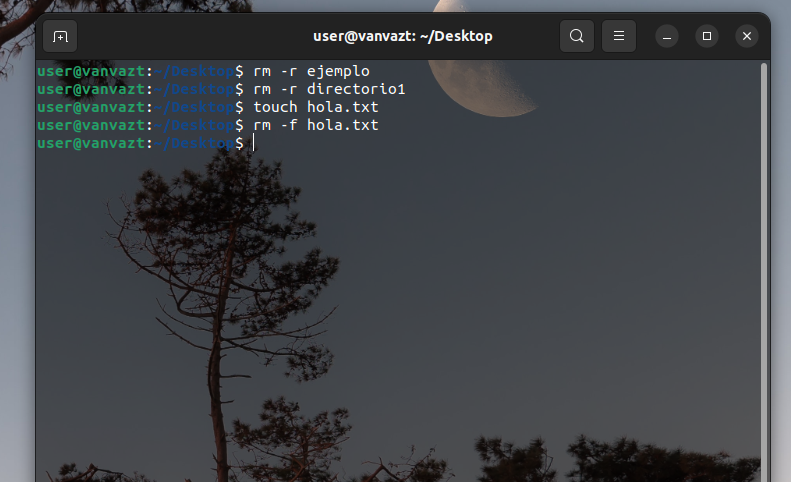 user@vanvazt: ~/Desktop
user@vanvazt:~/Desktop$ rm -r ejemplo
user@vanvazt:~/Desktop$ rm -r directorio1
user@vanvazt:~/Desktop$ touch hola.txt
user@vanvazt:~/Desktop$ rm -f hola.txt
user@vanvazt:~/Desktop$